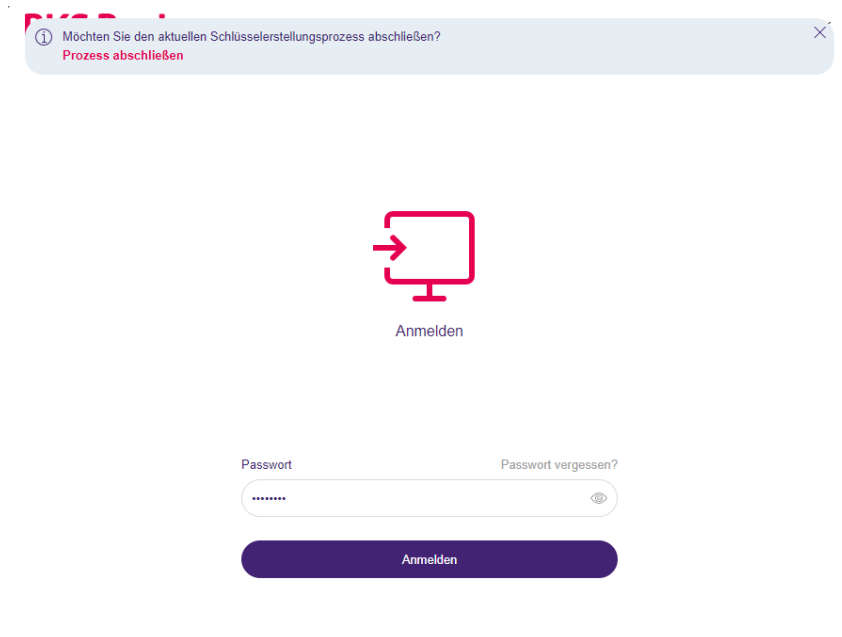 Möchten Sie den aktuellen Schlüsselerstellungsprozess abschließen?
Prozess abschließen
Anmelden
Passwort
Passwort vergessen?
••••••••
Anmelden